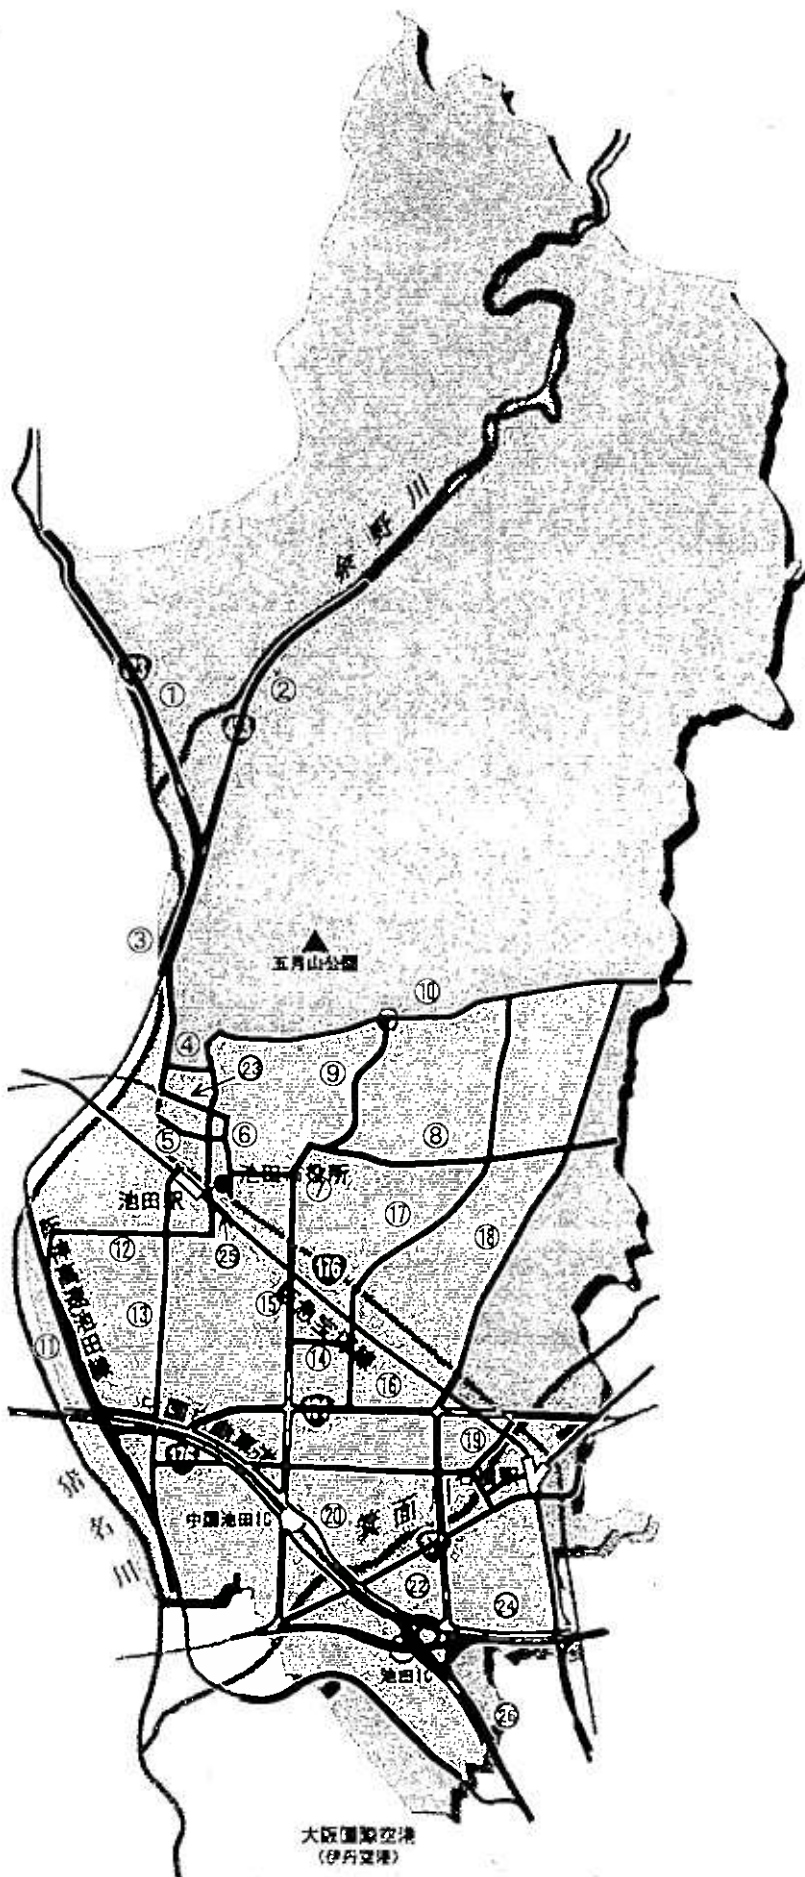 余野川
①
②
③
五月山公園
⑩
④
㉓
⑨
⑤
⑥
⑧
池田市役所
⑦
池田駅
⑰
⑱
⑫
㉕
176
⑮
⑬
⑭
⑪
⑯
⑲
中国池田IC
⑳
箕面川
猪名川
㉒
㉔
池田IC
㉖
大阪国際空港
(伊丹空港)